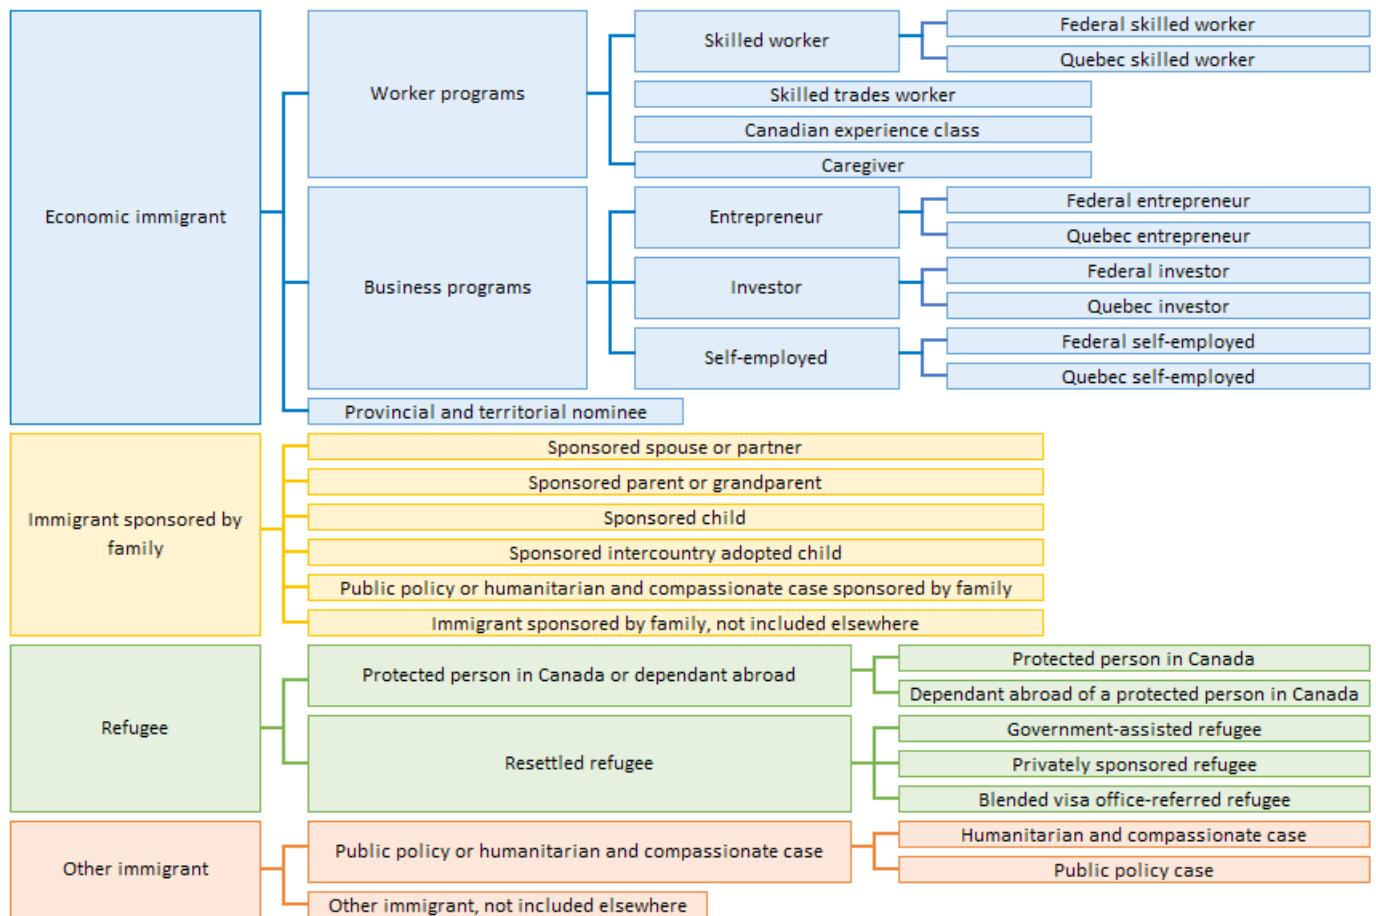 Economic immigrant
Worker programs
Skilled worker
Federal skilled worker
Quebec skilled worker
Skilled trades worker
Canadian experience class
Caregiver
Business programs
Entrepreneur
Federal entrepreneur
Quebec entrepreneur
Investor
Federal investor
Quebec investor
Self-employed
Federal self-employed
Quebec self-employed
Provincial and territorial nominee
Immigrant sponsored by
family
Sponsored spouse or partner
Sponsored parent or grandparent
Sponsored child
Sponsored intercountry adopted child
Public policy or humanitarian and compassionate case sponsored by family
Immigrant sponsored by family, not included elsewhere
Refugee
Protected person in Canada or dependant abroad
Protected person in Canada
Dependant abroad of a protected person in Canada
Resettled refugee
Government-assisted refugee
Privately sponsored refugee
Blended visa office-referred refugee
Other immigrant
Public policy or humanitarian and compassionate case
Humanitarian and compassionate case
Public policy case
Other immigrant, not included elsewhere